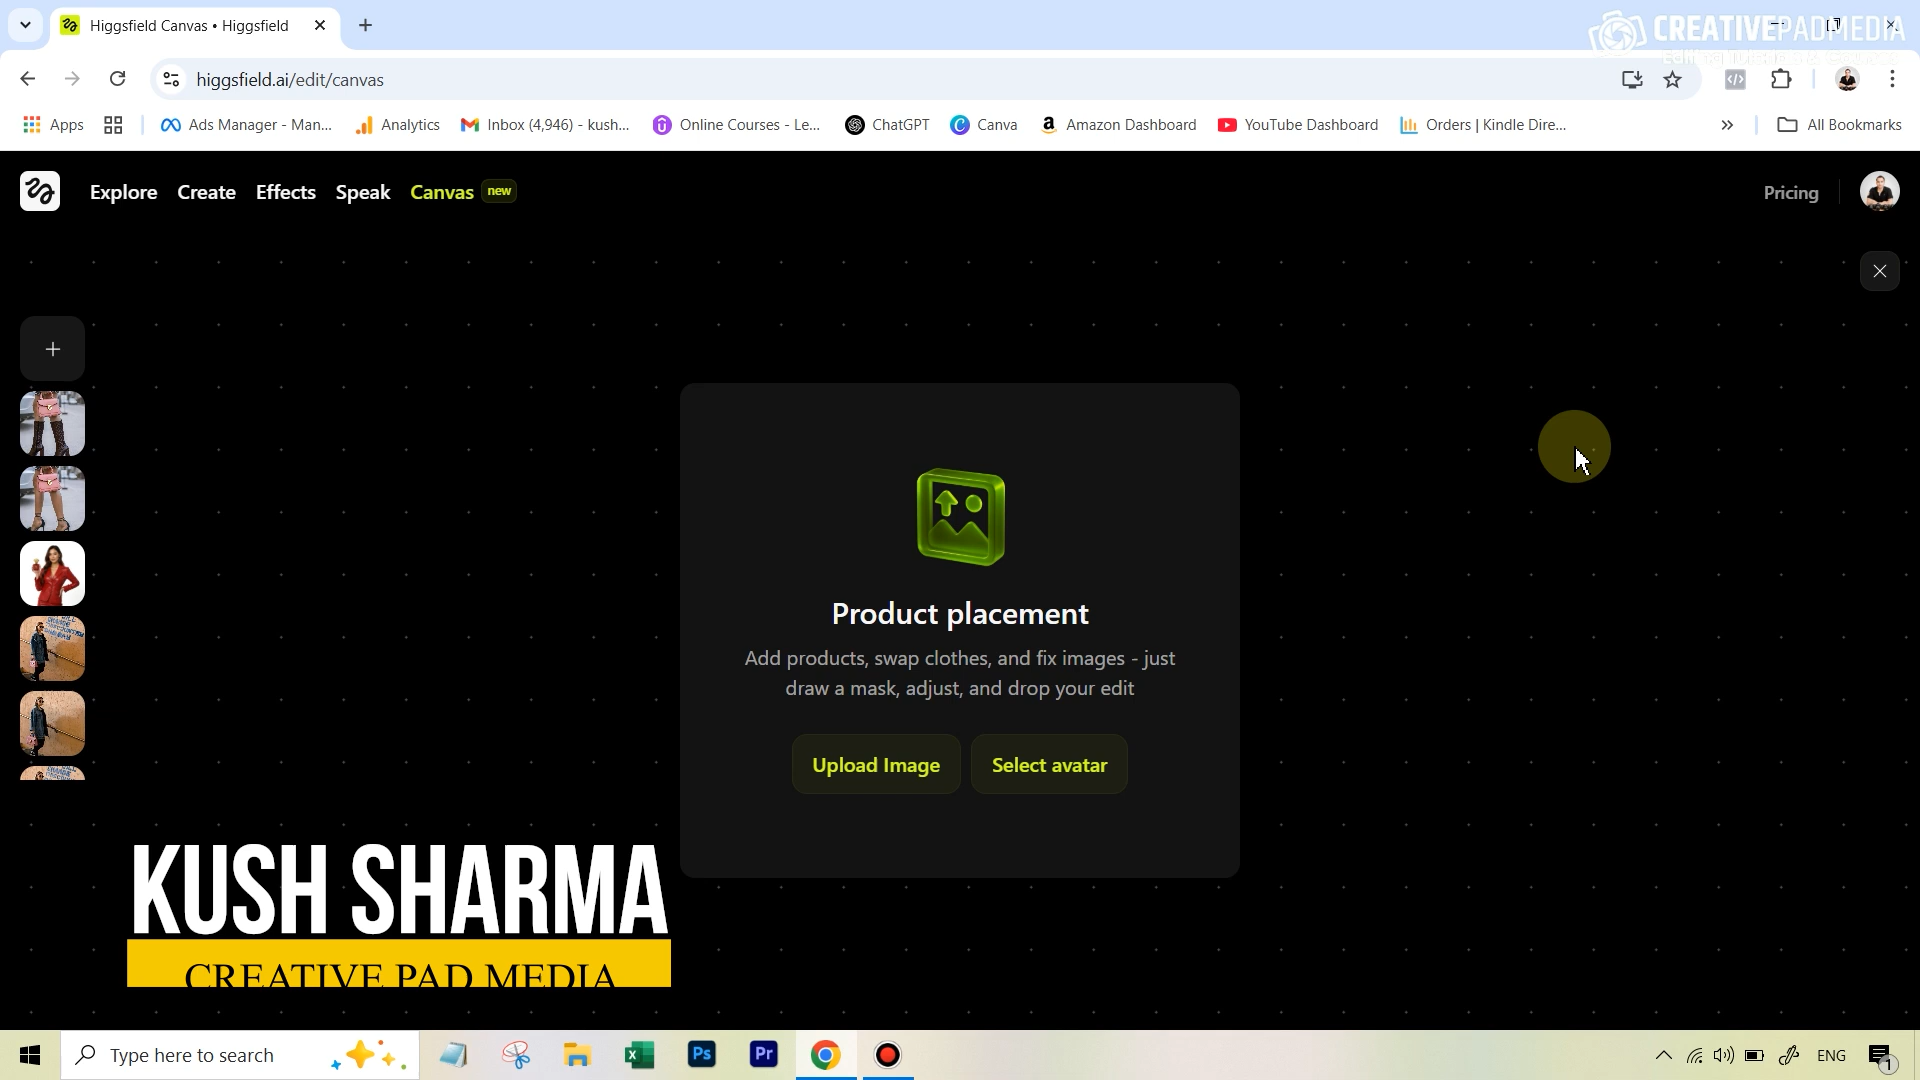 Higgsfield Canvas • Higgsfield
CREATIVEPADMEDIA
higgsfield.ai/edit/canvas
Apps
Ads Manager - Man...
Analytics
Inbox (4,946) - kush...
Online Courses - Le...
ChatGPT
Canva
Amazon Dashboard
YouTube Dashboard
Orders | Kindle Dire...
All Bookmarks
Explore
Create
Effects
Speak
Canvas
new
Pricing
Product placement
Add products, swap clothes, and fix images - just
draw a mask, adjust, and drop your edit
Upload Image
Select avatar
KUSH SHARMA
CREATIVE PAD MEDIA
Type here to search
Ps
Pr
ENG
1